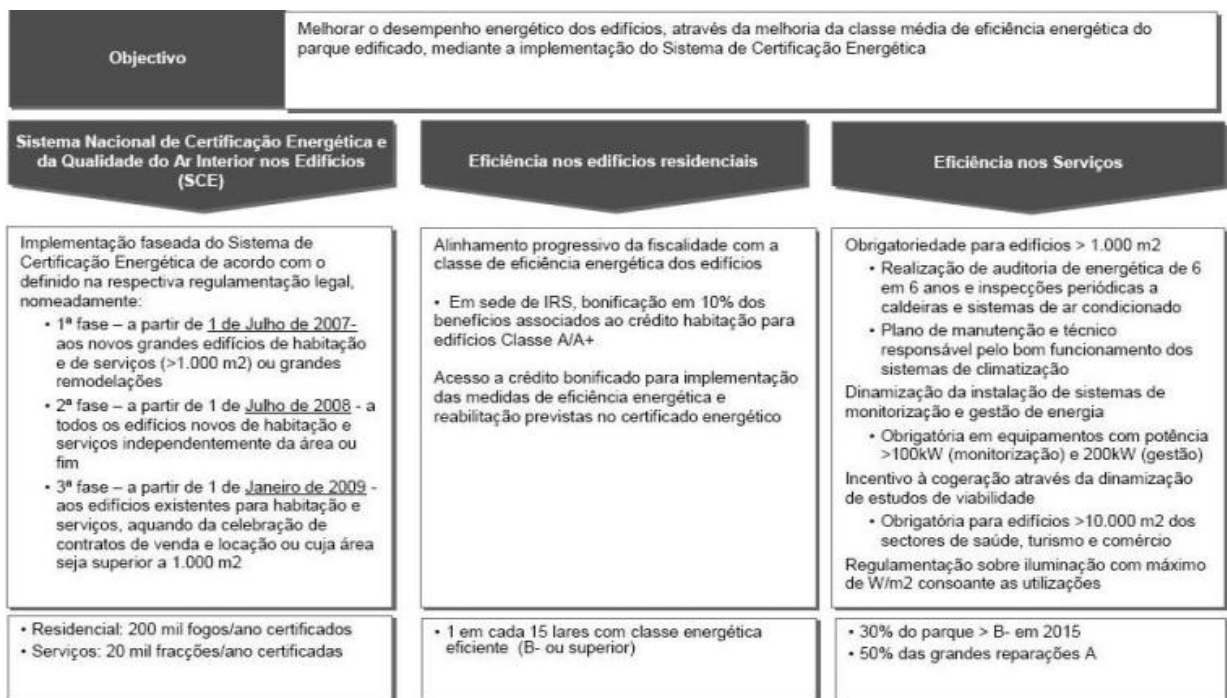 Objectivo
Melhorar o desempenho energético dos edifícios, através da melhoria da classe média de eficiência energética do
parque edificado, mediante a implementação do Sistema de Certificação Energética
Sistema Nacional de Certificação Energética e
da Qualidade do Ar Interior nos Edifícios
(SCE)
Implementação faseada do Sistema de
Certificação Energética de acordo com o
definido na respectiva regulamentação legal,
nomeadamente:
• 1ª fase – a partir de 1 de Julho de 2007-
aos novos grandes edifícios de habitação
e de serviços (>1.000 m2) ou grandes
remodelações
• 2ª fase – a partir de 1 de Julho de 2008 - a
todos os edifícios novos de habitação e
serviços independentemente da área ou
fim
• 3ª fase – a partir de 1 de Janeiro de 2009 -
aos edifícios existentes para habitação e
serviços, aquando da celebração de
contratos de venda e locação ou cuja área
seja superior a 1.000 m2
• Residencial: 200 mil fogos/ano certificados
• Serviços: 20 mil fracções/ano certificadas
Eficiência nos edifícios residenciais
Alinhamento progressivo da fiscalidade com a
classe de eficiência energética dos edifícios
• Em sede de IRS, bonificação em 10% dos
benefícios associados ao crédito habitação para
edifícios Classe A/A+
Acesso a crédito bonificado para implementação
das medidas de eficiência energética e
reabilitação previstas no certificado energético
• 1 em cada 15 lares com classe energética
eficiente (B- ou superior)
Eficiência nos Serviços
Obrigatoriedade para edifícios > 1.000 m2
• Realização de auditoria de energética de 6
em 6 anos e inspecções periódicas a
caldeiras e sistemas de ar condicionado
• Plano de manutenção e técnico
responsável pelo bom funcionamento dos
sistemas de climatização
Dinamização da instalação de sistemas de
monitorização e gestão de energia
• Obrigatória em equipamentos com potência
>100kW (monitorização) e 200kW (gestão)
Incentivo à cogeração através da dinamização
de estudos de viabilidade
• Obrigatória para edifícios >10.000 m2 dos
sectores de saúde, turismo e comércio
Regulamentação sobre iluminação com máximo
de W/m2 consoante as utilizações
• 30% do parque > B- em 2015
• 50% das grandes reparações A